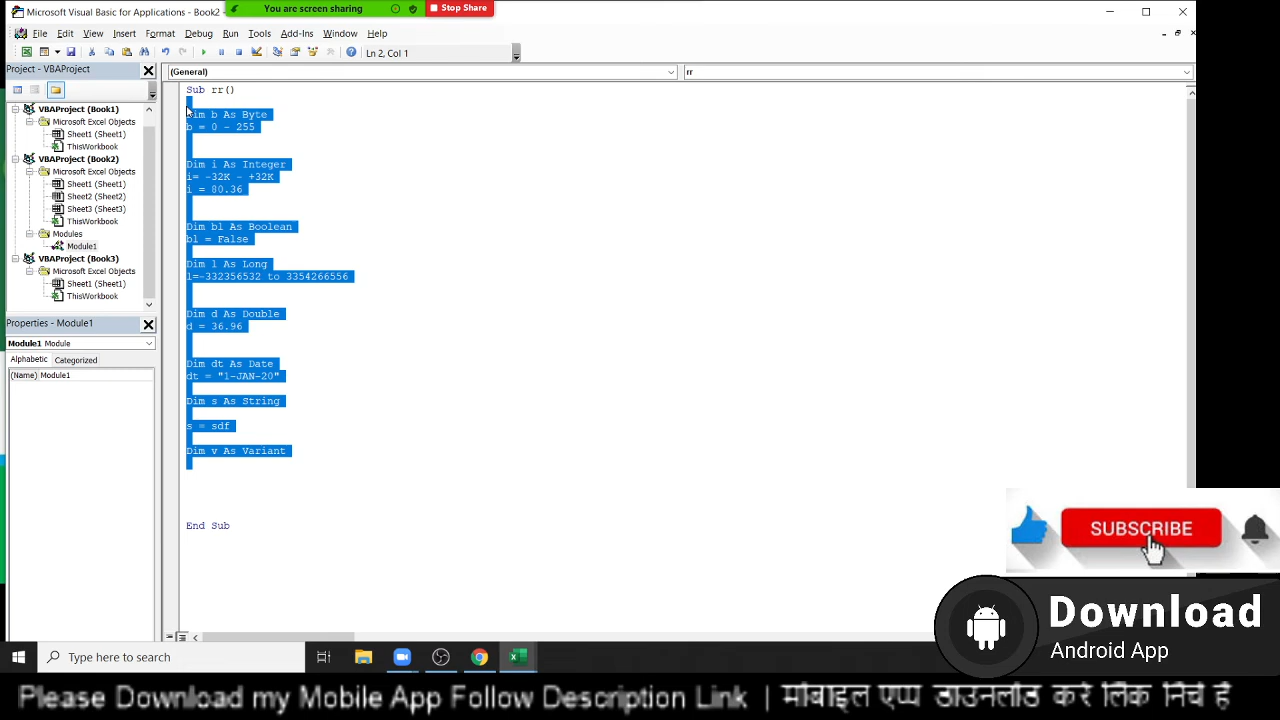 Microsoft Visual Basic for Applications - Book2 -
You are screen sharing
Stop Share
File Edit View Insert Format Debug Run Tools Add-Ins Window Help
Ln 2, Col 1
Project - VBAProject
(General)
rr
VBAProject (Book1)
Microsoft Excel Objects
Sheet1 (Sheet1)
ThisWorkbook
VBAProject (Book2)
Microsoft Excel Objects
Sheet1 (Sheet1)
Sheet2 (Sheet2)
Sheet3 (Sheet3)
ThisWorkbook
Modules
Module1
VBAProject (Book3)
Microsoft Excel Objects
Sheet1 (Sheet1)
ThisWorkbook
Properties - Module1
Module1 Module
Alphabetic Categorized
(Name) Module1
Sub rr()
Dim b As Byte
b = 0 - 255
Dim i As Integer
i= -32K - +32K
i = 80.36
Dim bl As Boolean
bl = False
Dim l As Long
l=-332356532 to 3354266556
Dim d As Double
d = 36.96
Dim dt As Date
dt = "1-JAN-20"
Dim s As String
s = sdf
Dim v As Variant
End Sub
SUBSCRIBE
Download
Android App
Type here to search
Please Download my Mobile App Follow Description Link | मोबाइल एप्प डाउनलोड करे लिंक निचे है